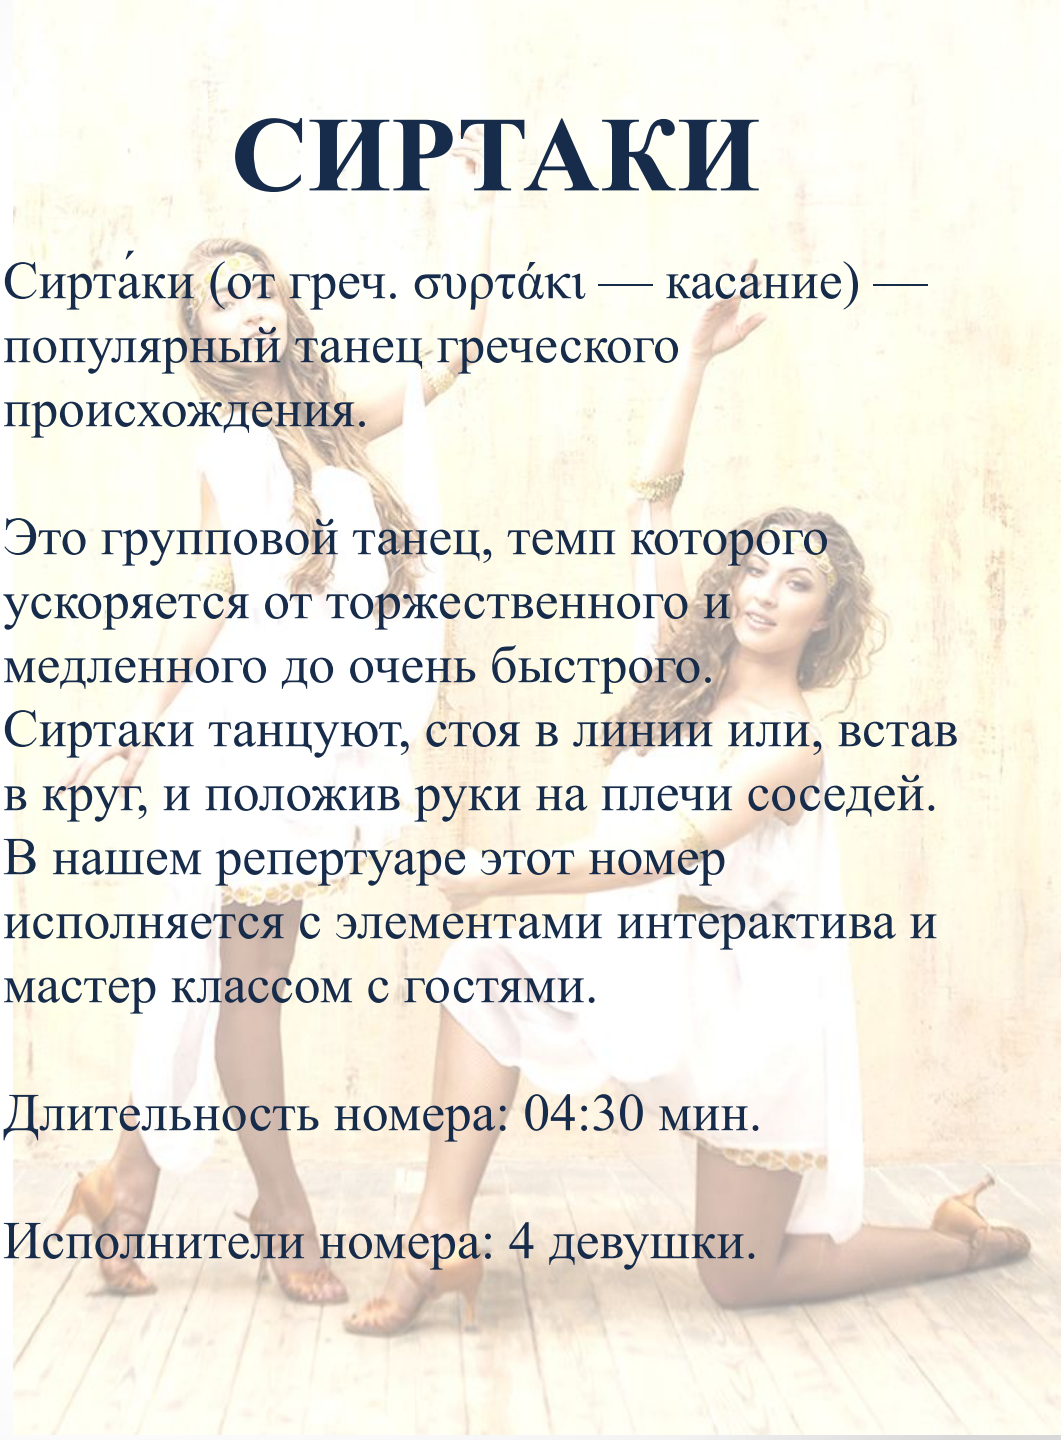 СИРТАКИ
Сирта́ки (от греч. συρτάκι — касание) —
популярный танец греческого
происхождения.
Это групповой танец, темп которого
ускоряется от торжественного и
медленного до очень быстрого.
Сиртаки танцуют, стоя в линии или, встав
в круг, и положив руки на плечи соседей.
В нашем репертуаре этот номер
исполняется с элементами интерактива и
мастер классом с гостями.
Длительность номера: 04:30 мин.
Исполнители номера: 4 девушки.